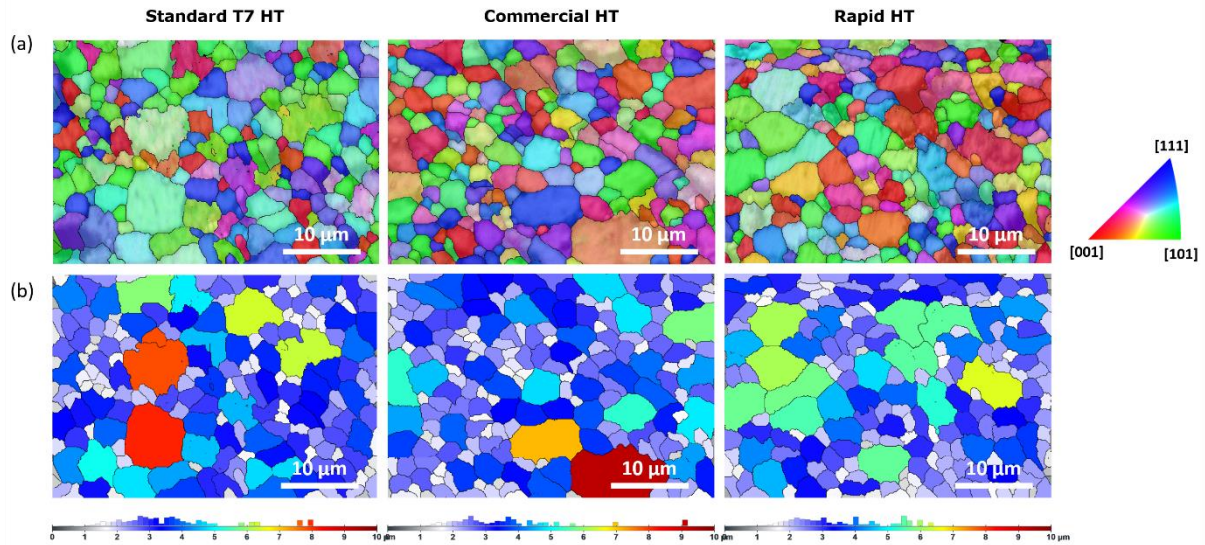 Standard T7 HT Commercial HT Rapid HT
(a)
10 µm 10 µm 10 µm
[111]
[001] [101]
(b)
10 µm 10 µm 10 µm
0 1 2 3 4 5 6 7 8 9 10 µm 0 1 2 3 4 5 6 7 8 9 10 µm 0 1 2 3 4 5 6 7 8 9 10 µm